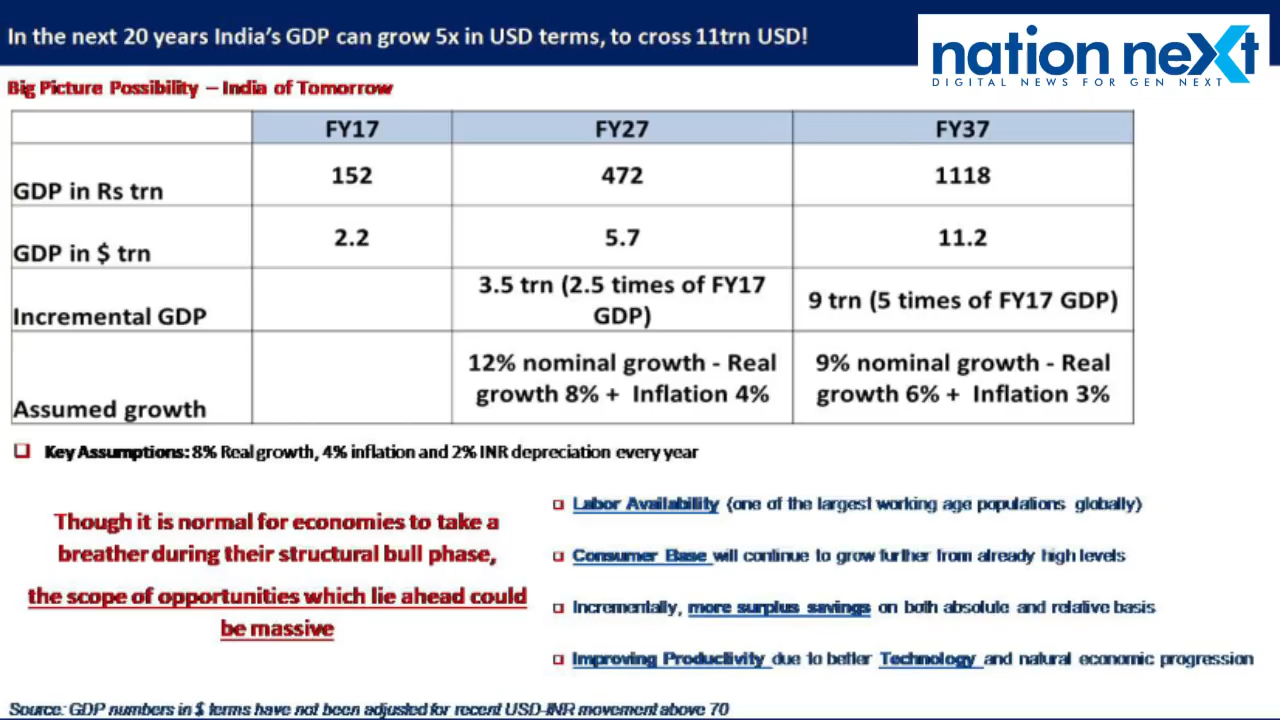 In the next 20 years India's GDP can grow 5x in USD terms, to cross 11trn USD!
nation next
DIGITAL NEWS FOR GEN NEXT
Big Picture Possibility – India of Tomorrow
FY17 FY27 FY37
GDP in Rs trn 152 472 1118
GDP in $ trn 2.2 5.7 11.2
Incremental GDP 3.5 trn (2.5 times of FY17 GDP) 9 trn (5 times of FY17 GDP)
Assumed growth 12% nominal growth - Real growth 8% + Inflation 4% 9% nominal growth - Real growth 6% + Inflation 3%
Key Assumptions: 8% Real growth, 4% inflation and 2% INR depreciation every year
Though it is normal for economies to take a
breather during their structural bull phase,
the scope of opportunities which lie ahead could
be massive
Labor Availability (one of the largest working age populations globally)
Consumer Base will continue to grow further from already high levels
Incrementally, more surplus savings on both absolute and relative basis
Improving Productivity due to better Technology and natural economic progression
Source: GDP numbers in $ terms have not been adjusted for recent USD-INR movement above 70